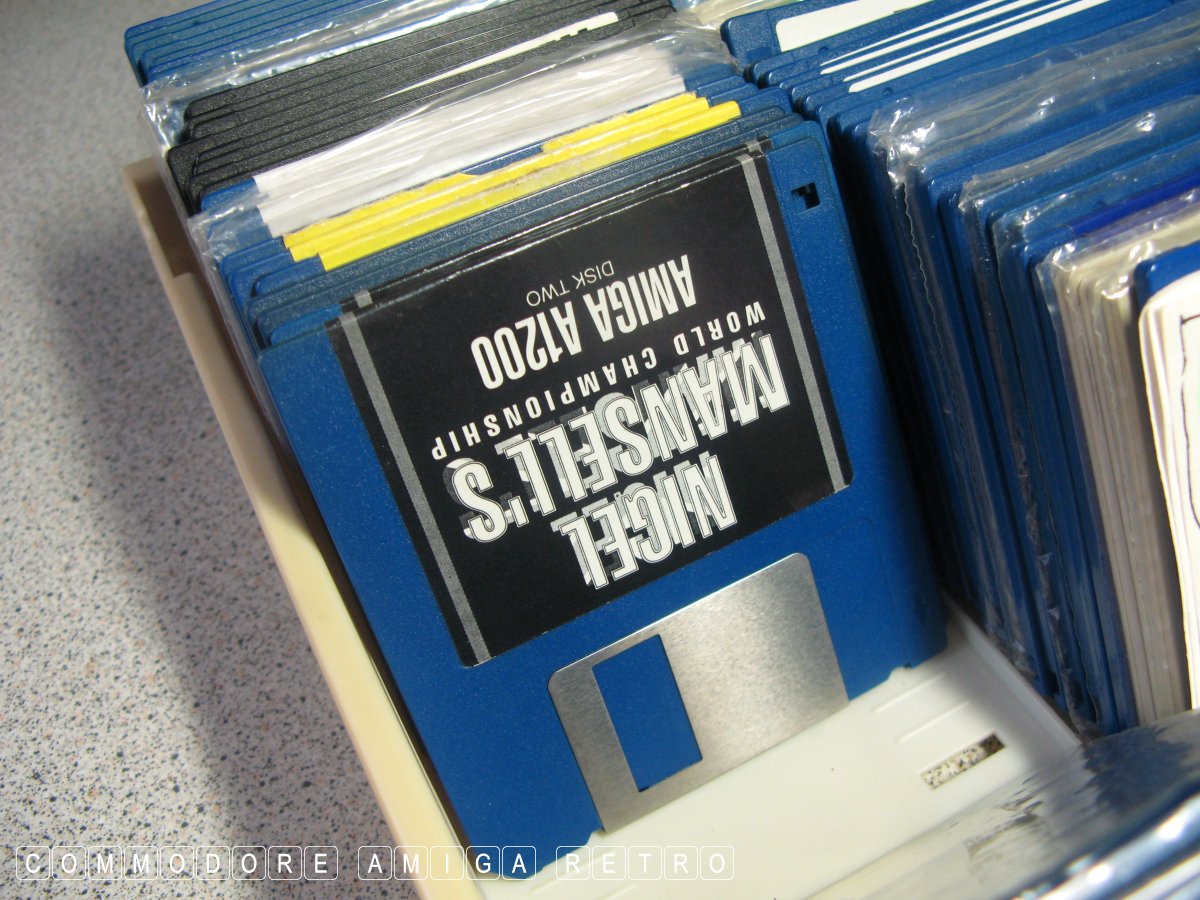 NIGEL
MANSELL'S
WORLD CHAMPIONSHIP
AMIGA A1200
DISK TWO
COMMODORE AMIGA RETRO